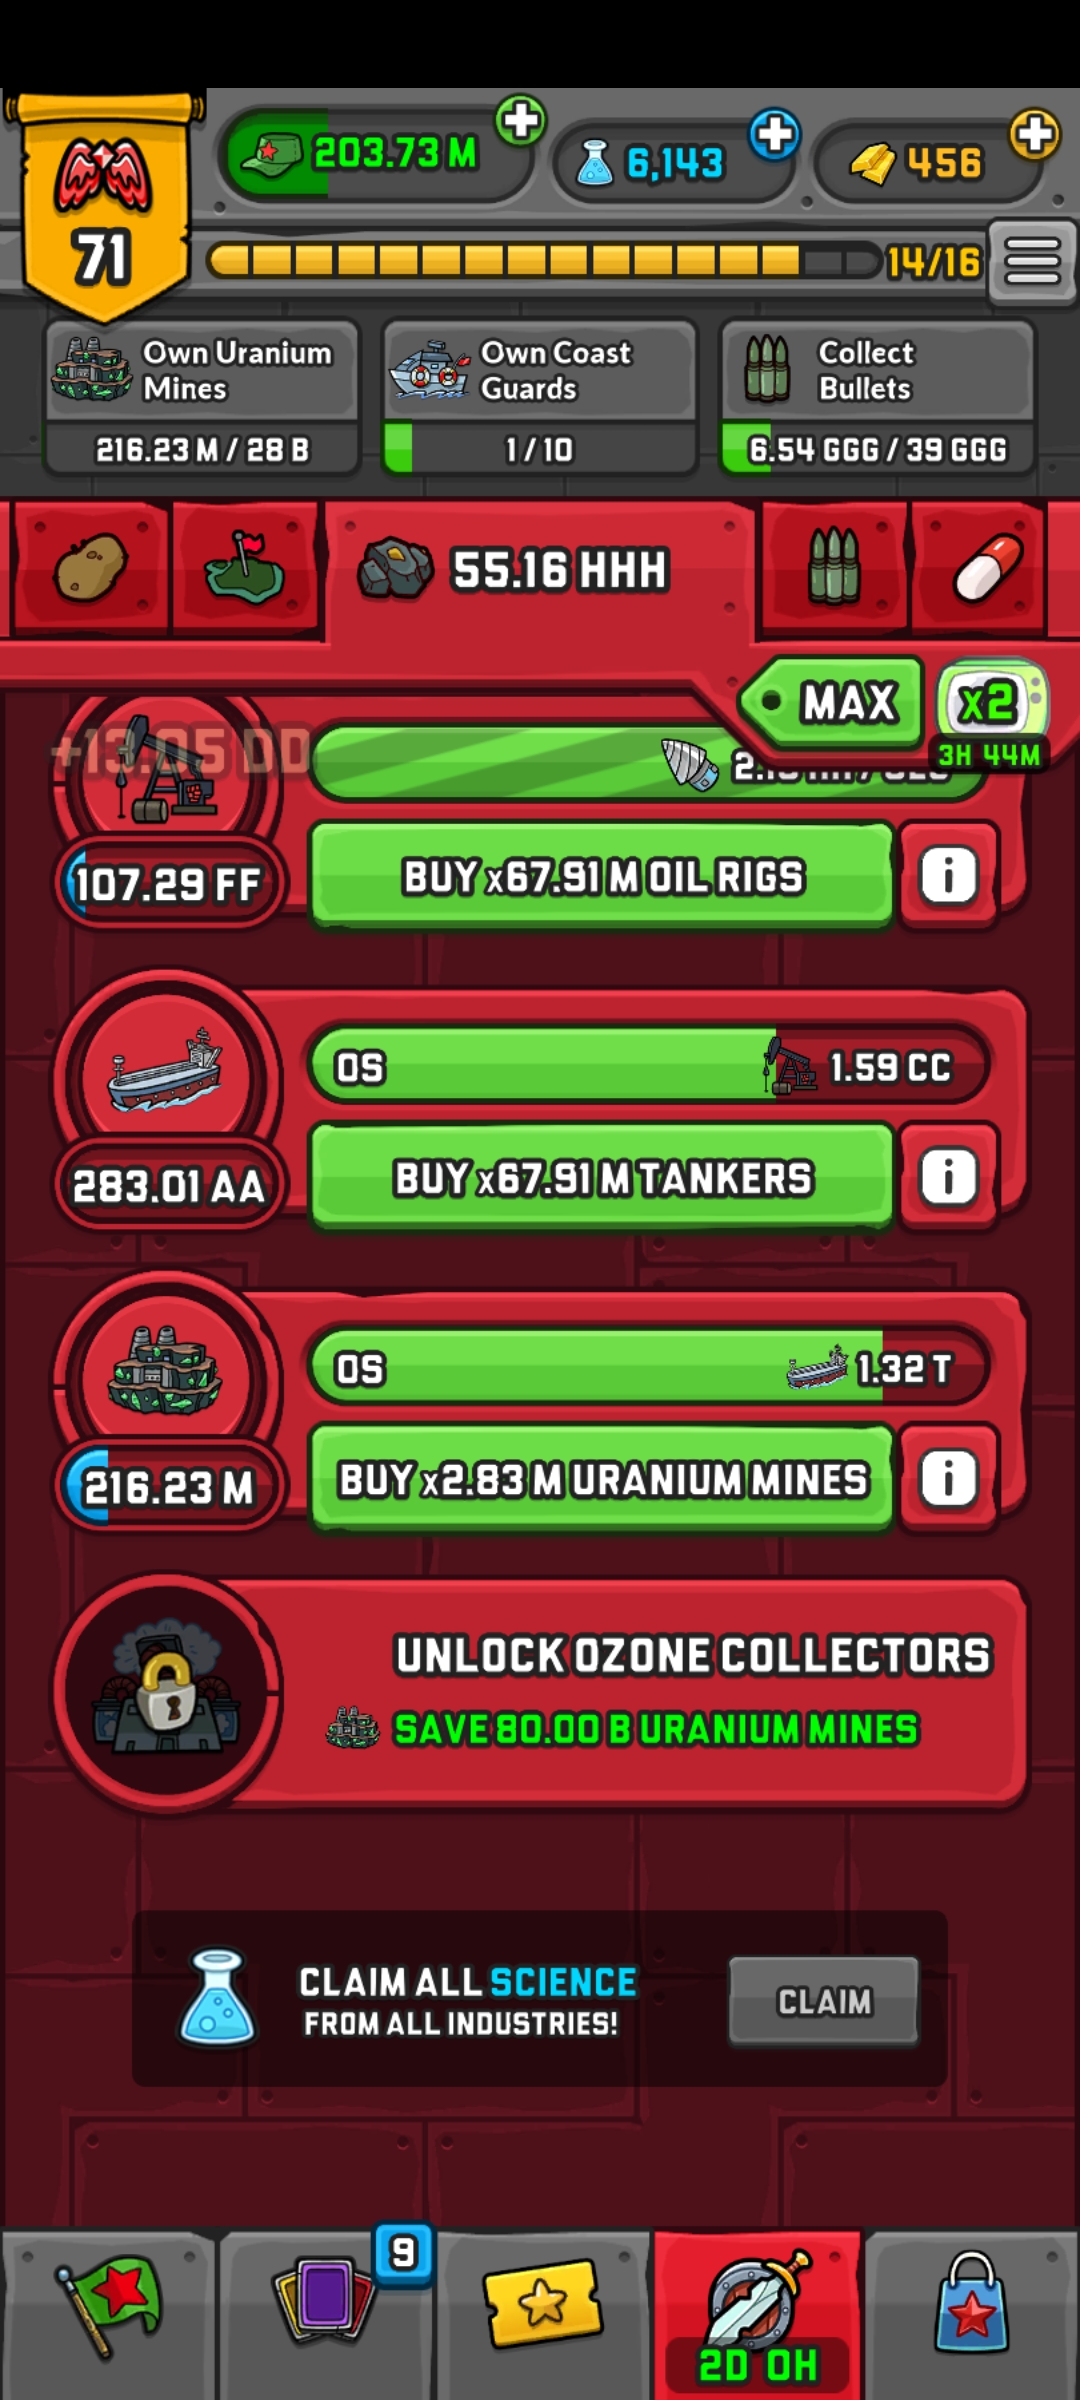 203.73 M
6,143
456
71
14/16
Own Uranium
Mines
216.23 M / 28 B
Own Coast
Guards
1 / 10
Collect
Bullets
6.54 GGG / 39 GGG
55.16 HHH
MAX
x2
3H 44M
+13.05 DD
107.29 FF
BUY x67.91 M OIL RIGS
i
0S
1.59 CC
283.01 AA
BUY x67.91 M TANKERS
i
0S
1.32 T
216.23 M
BUY x2.83 M URANIUM MINES
i
UNLOCK OZONE COLLECTORS
SAVE 80.00 B URANIUM MINES
CLAIM ALL SCIENCE
FROM ALL INDUSTRIES!
CLAIM
9
2D 0H